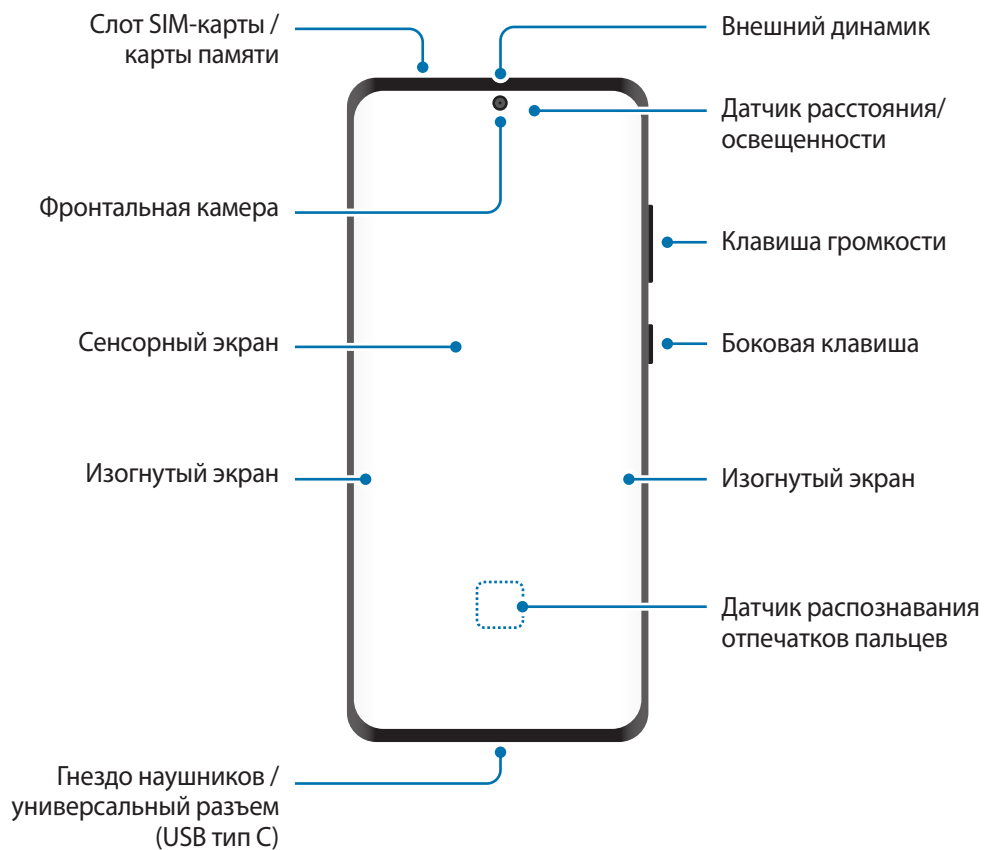 Слот SIM-карты /
карты памяти
Внешний динамик
Датчик расстояния/
освещенности
Фронтальная камера
Клавиша громкости
Сенсорный экран
Боковая клавиша
Изогнутый экран
Изогнутый экран
Датчик распознавания
отпечатков пальцев
Гнездо наушников /
универсальный разъем
(USB тип C)